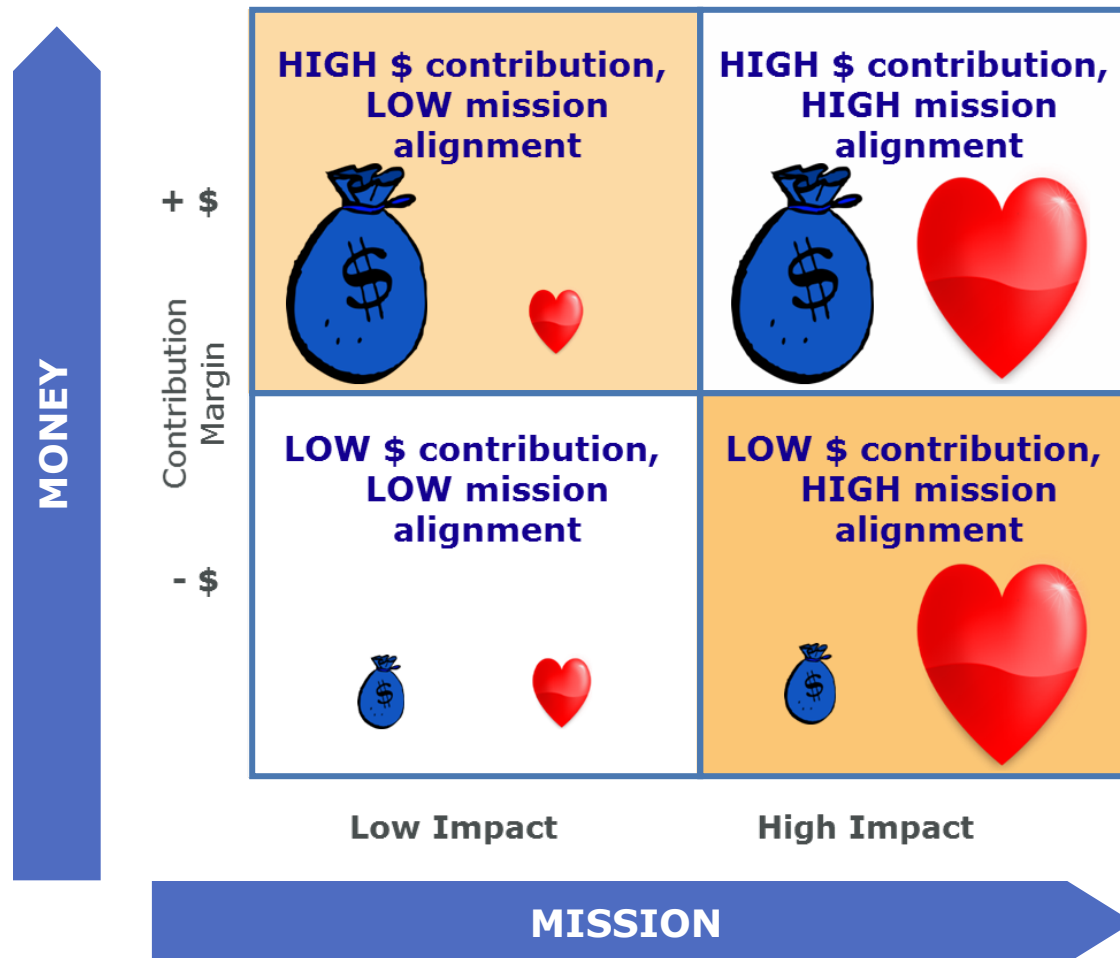 HIGH $ contribution,
LOW mission
alignment
HIGH $ contribution,
HIGH mission
alignment
+ $
$
$
MONEY
Contribution
Margin
LOW $ contribution,
LOW mission
alignment
LOW $ contribution,
HIGH mission
alignment
- $
$
$
Low Impact
High Impact
MISSION